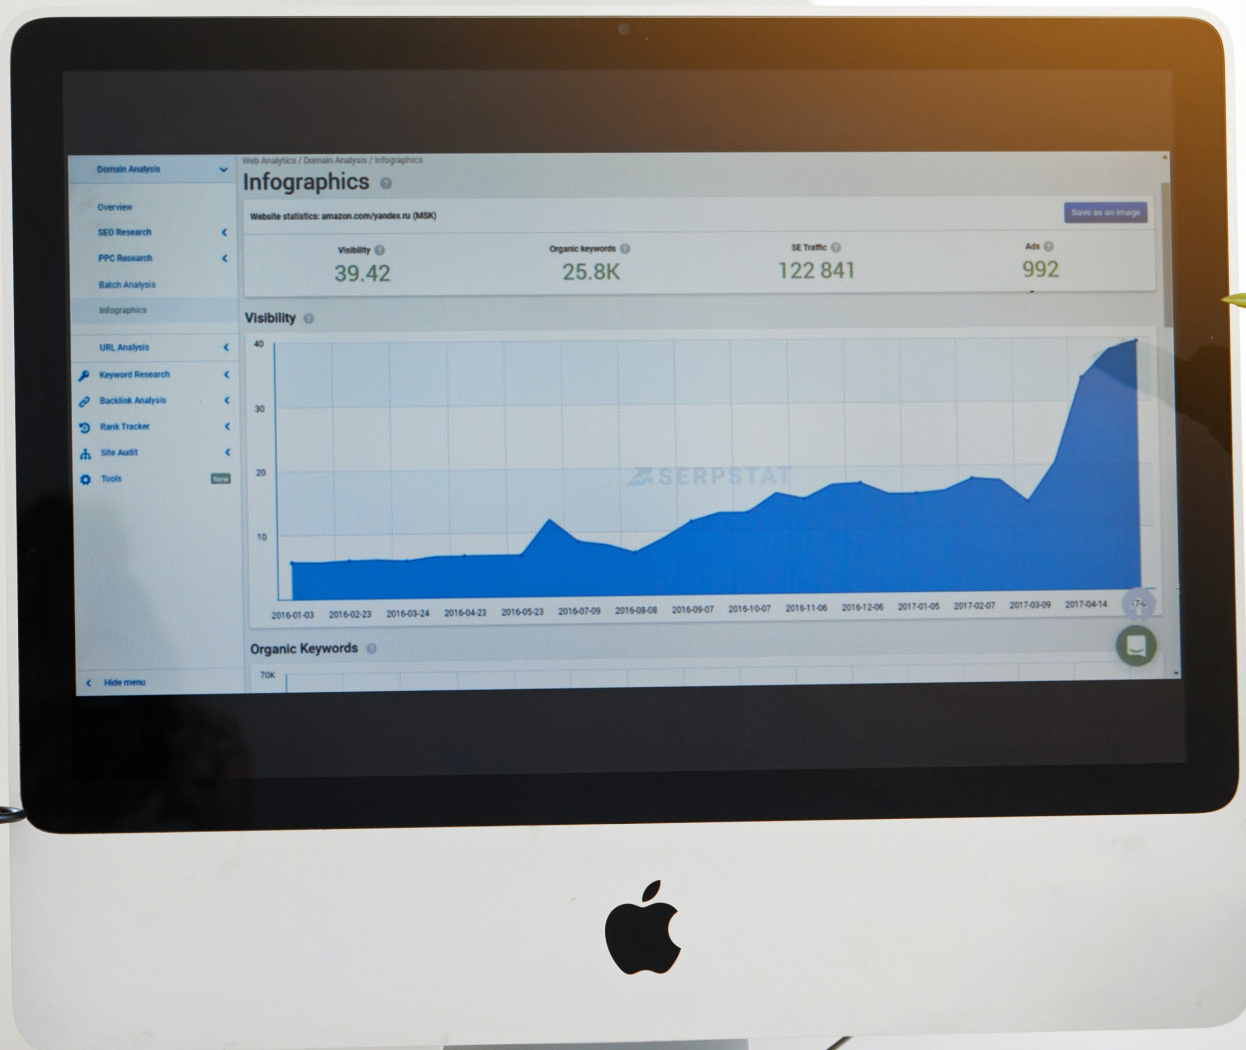 Domain Analysis
Overview
SEO Research
PPC Research
Batch Analysis
Infographics
URL Analysis
Keyword Research
Backlink Analysis
Rank Tracker
Site Audit
Tools
New
Hide menu
Web Analytics / Domain Analysis / Infographics
Infographics
Website statistics: amazon.com/yandex.ru (MSK)
Save as an image
Visibility
39.42
Organic keywords
25.8K
SE Traffic
122 841
Ads
992
Visibility
40
30
20
10
SERPSTAT
2016-01-03 2016-02-23 2016-03-24 2016-04-23 2016-05-23 2016-07-09 2016-08-08 2016-09-07 2016-10-07 2016-11-06 2016-12-06 2017-01-05 2017-02-07 2017-03-09 2017-04-14
Organic Keywords
70K